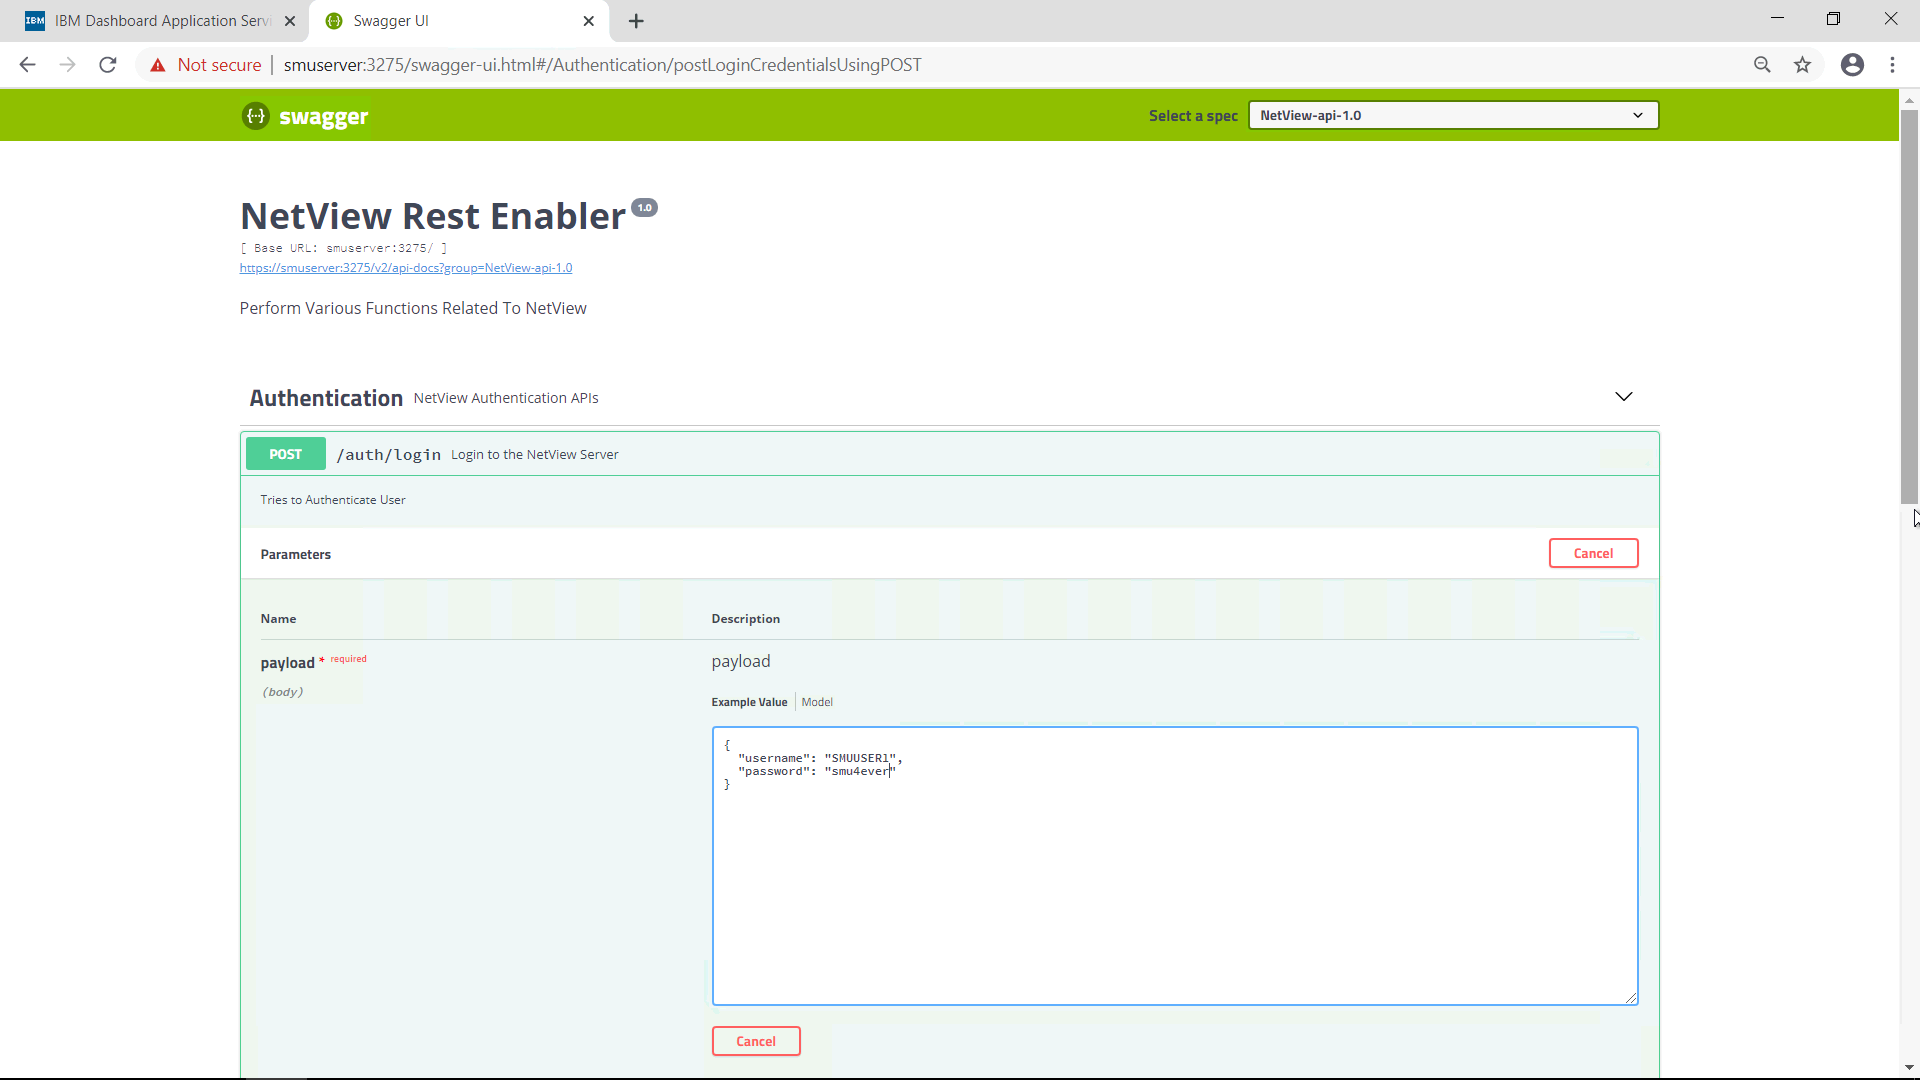 IBM IBM Dashboard Application Servi
Swagger UI
Not secure smuserver:3275/swagger-ui.html#/Authentication/postLoginCredentialsUsingPOST
{··} swagger
Select a spec NetView-api-1.0
NetView Rest Enabler 1.0
[ Base URL: smuserver:3275/ ]
https://smuserver:3275/v2/api-docs?group=NetView-api-1.0
Perform Various Functions Related To NetView
Authentication NetView Authentication APIs
POST /auth/login Login to the NetView Server
Tries to Authenticate User
Parameters Cancel
Name Description
payload * required payload
(body)
Example Value Model
{
"username": "SMUUSER1",
"password": "smu4ever"
}
Cancel